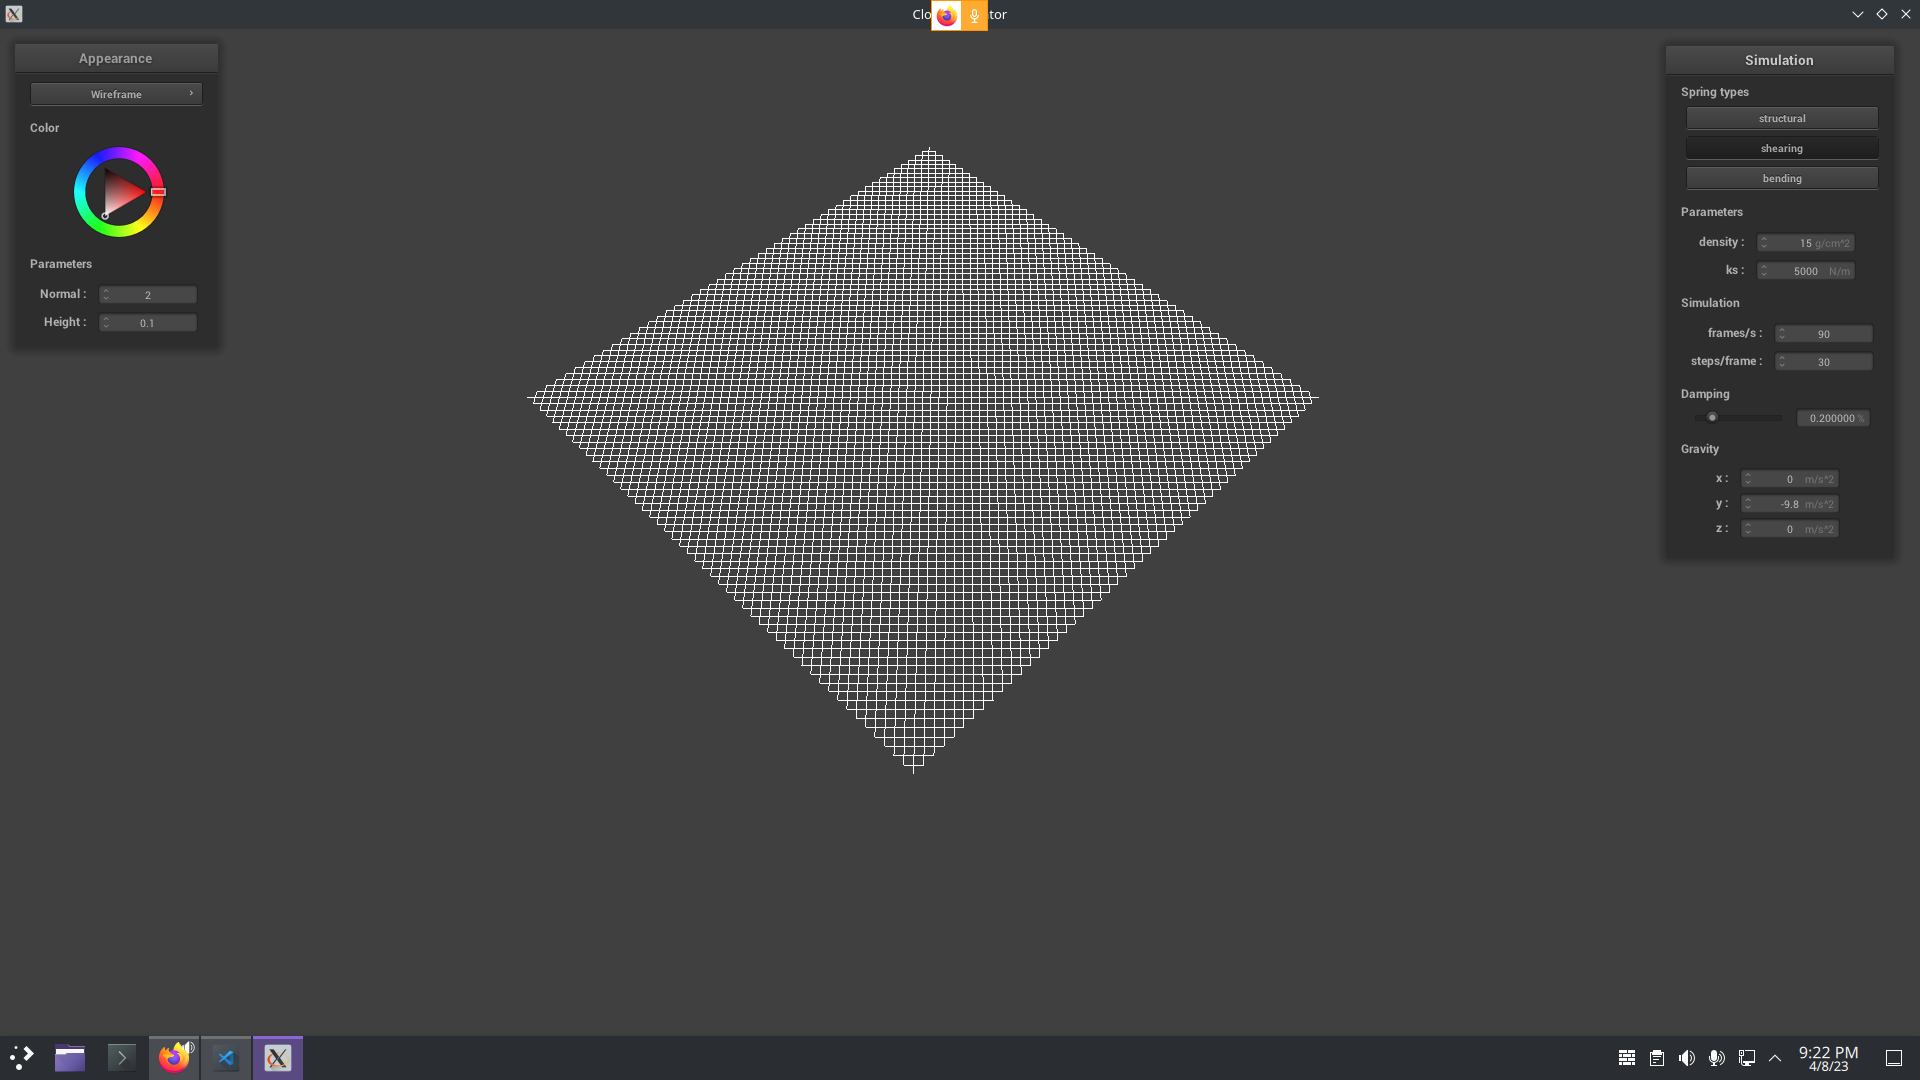 Clo tor
Appearance
Wireframe
Color
Parameters
Normal : 2
Height : 0.1
Simulation
Spring types
structural
shearing
bending
Parameters
density : 15 g/cm^2
ks : 5000 N/m
Simulation
frames/s : 90
steps/frame : 30
Damping
0.200000 %
Gravity
x : 0 m/s^2
y : -9.8 m/s^2
z : 0 m/s^2
9:22 PM
4/8/23